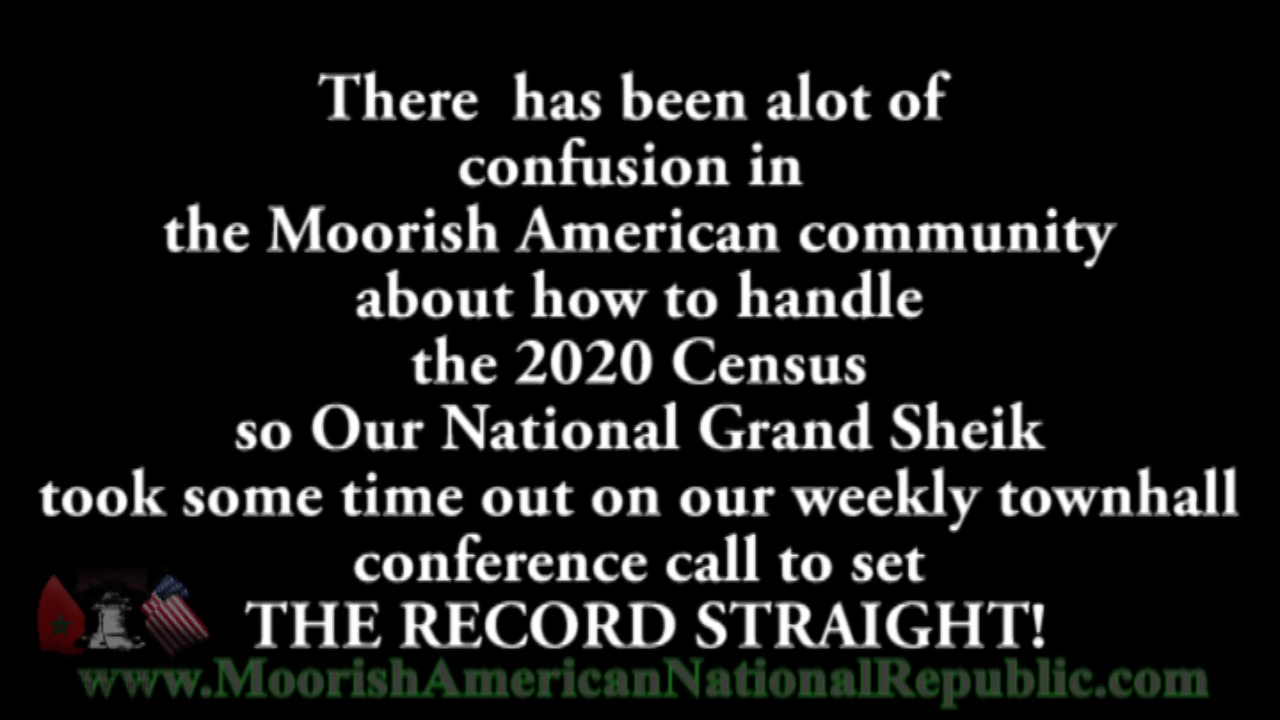 There has been alot of
confusion in
the Moorish American community
about how to handle
the 2020 Census
so Our National Grand Sheik
took some time out on our weekly townhall
conference call to set
THE RECORD STRAIGHT!
www.MoorishAmericanNationalRepublic.com